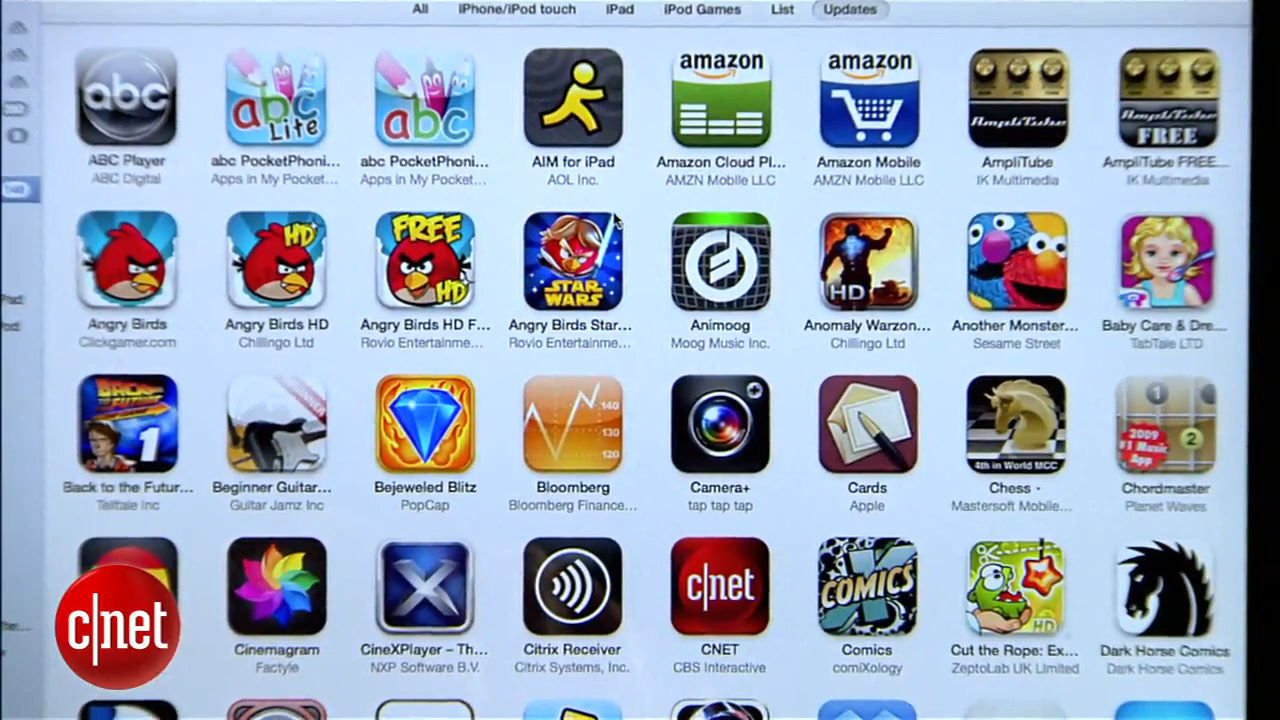 All iPhone/iPod touch iPad iPod Games List Updates
abc
abc Lite
abc
amazon
amazon
AmpliTube
AmpliTube FREE
ABC Player
abc PocketPhoni...
abc PocketPhoni...
AIM for iPad
Amazon Cloud Pl...
Amazon Mobile
AmpliTube
AmpliTube FREE...
ABC Digital
Apps in My Pocket...
Apps in My Pocket...
AOL Inc.
AMZN Mobile LLC
AMZN Mobile LLC
IK Multimedia
IK Multimedia
HD
FREE HD
STAR WARS
HD
Angry Birds
Angry Birds HD
Angry Birds HD F...
Angry Birds Star...
Animoog
Anomaly Warzon...
Another Monster...
Baby Care & Dre...
Clickgamer.com
Chillingo Ltd
Rovio Entertainme...
Rovio Entertainme...
Moog Music Inc.
Chillingo Ltd
Sesame Street
TabTale LTD
BACK TO THE FUTURE 1
140
130
120
4th in World MCC
1
2
2009
#1 Music
App
Back to the Futur...
Beginner Guitar...
Bejeweled Blitz
Bloomberg
Camera+
Cards
Chess -
Chordmaster
Telltale Inc
Guitar Jamz Inc
PopCap
Bloomberg Finance...
tap tap tap
Apple
Mastersoft Mobile...
Planet Waves
X
c|net
COMICS
HD
c|net
Cinemagram
CineXPlayer – Th...
Citrix Receiver
CNET
Comics
Cut the Rope: Ex...
Dark Horse Comics
Factyle
NXP Software B.V.
Citrix Systems, Inc.
CBS Interactive
comiXology
ZeptoLab UK Limited
Dark Horse Comics